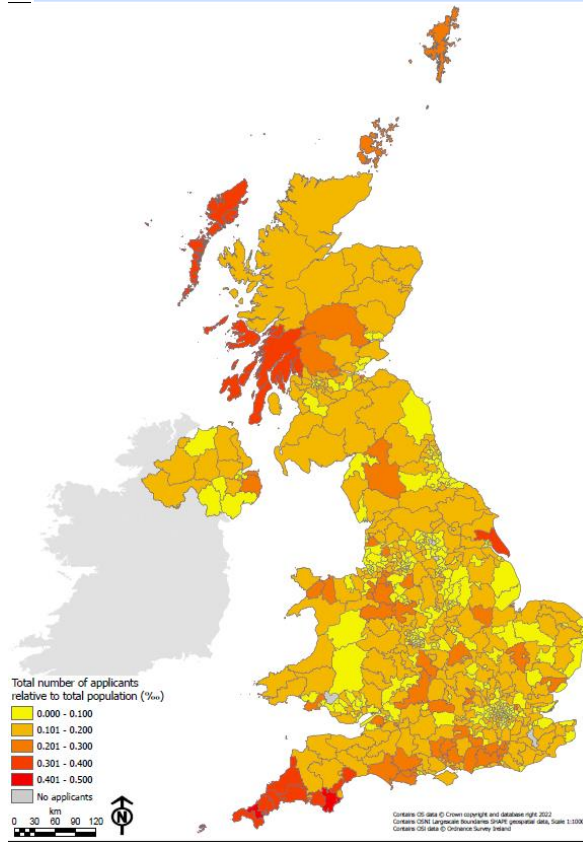 Total number of applicants
relative to total population (‱)
0.000 - 0.100
0.101 - 0.200
0.201 - 0.300
0.301 - 0.400
0.401 - 0.500
No applicants
km
0 30 60 90 120
N
Contains OS data © Crown copyright and database right 2022
Contains OSNI Largescale Boundaries SHAPE geospatial data, Scale 1:1000
Contains OSI data © Ordnance Survey Ireland